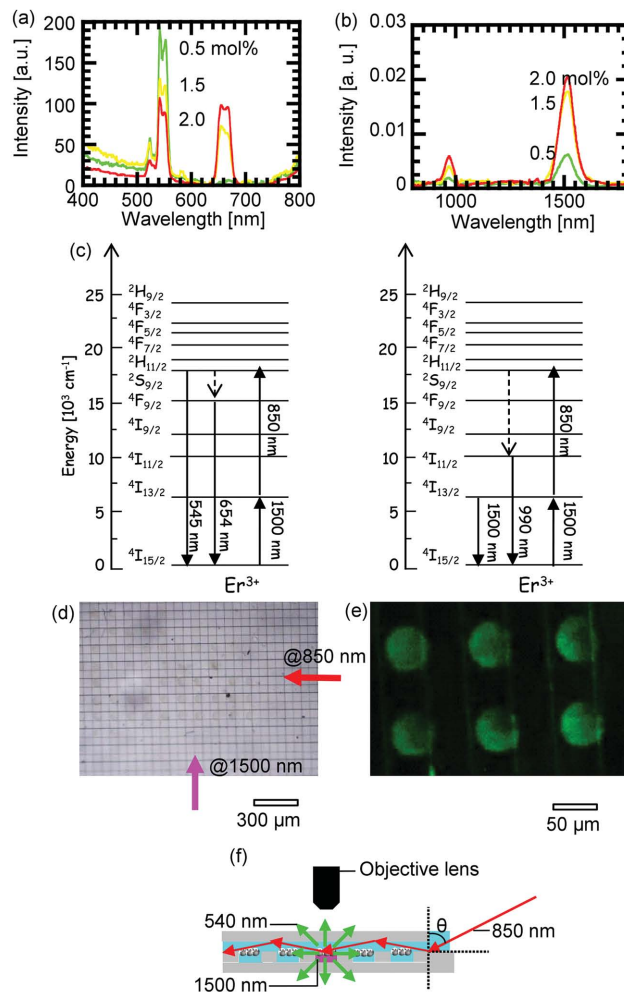 (a)
200
150
100
50
0
Intensity [a.u.]
0.5 mol%
1.5
2.0
400 500 600 700 800
Wavelength [nm]
(b)
0.03
0.02
0.01
0
Intensity [a. u.]
2.0 mol%
1.5
0.5
1000 1500
Wavelength [nm]
(c)
Energy [10³ cm⁻¹]
25
20
15
10
5
0
²H9/2
⁴F3/2
⁴F5/2
⁴F7/2
²H11/2
²S9/2
⁴F9/2
⁴I9/2
⁴I11/2
⁴I13/2
⁴I15/2
545 nm
654 nm
1500 nm
850 nm
Er³⁺
25
20
15
10
5
0
²H9/2
⁴F3/2
⁴F5/2
⁴F7/2
²H11/2
²S9/2
⁴F9/2
⁴I9/2
⁴I11/2
⁴I13/2
⁴I15/2
1500 nm
990 nm
1500 nm
850 nm
Er³⁺
(d)
@850 nm
@1500 nm
300 µm
(e)
50 µm
(f)
Objective lens
540 nm
θ
850 nm
1500 nm